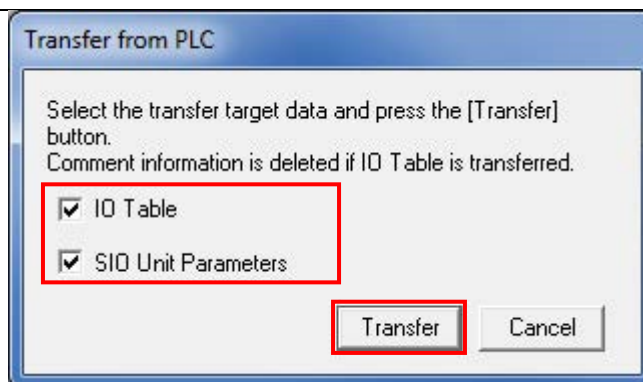 Transfer from PLC
Select the transfer target data and press the [Transfer]
button.
Comment information is deleted if IO Table is transferred.
IO Table
SIO Unit Parameters
Transfer
Cancel